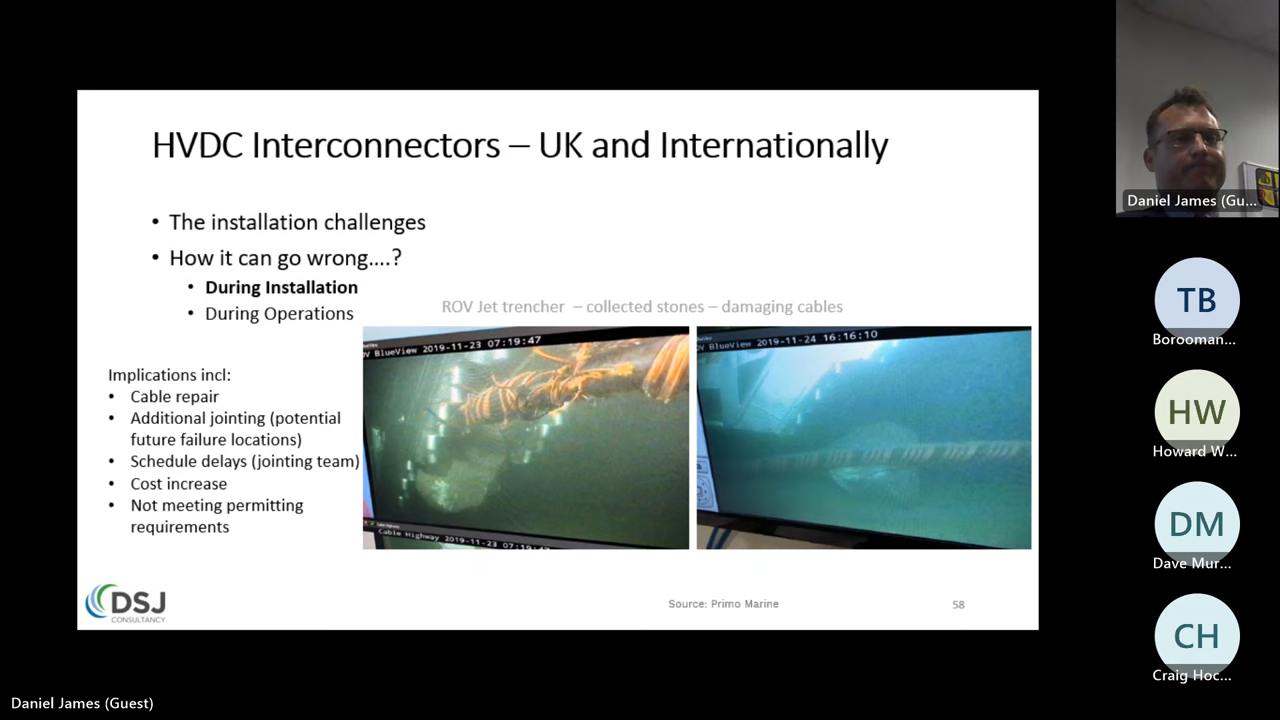 HVDC Interconnectors – UK and Internationally
• The installation challenges
• How it can go wrong....?
• During Installation
• During Operations
ROV Jet trencher – collected stones – damaging cables
Implications incl:
• Cable repair
• Additional jointing (potential
future failure locations)
• Schedule delays (jointing team)
• Cost increase
• Not meeting permitting
requirements
OV BlueView 2019-11-23 07:19:47
Cable Highway 2019-11-23
OV BlueView 2019-11-24 16:16:10
DSJ
CONSULTANCY
Source: Primo Marine
58
Daniel James (Gu...
TB
Borooman...
HW
Howard W...
DM
Dave Mur...
CH
Craig Hoc...
Daniel James (Guest)